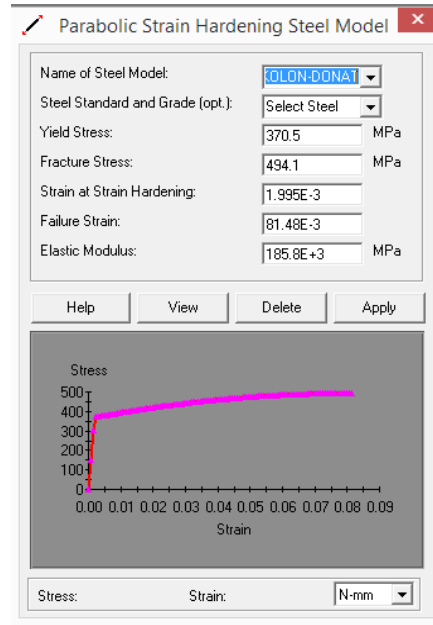 Parabolic Strain Hardening Steel Model
Name of Steel Model: KOLON-DONAT
Steel Standard and Grade (opt.): Select Steel
Yield Stress: 370.5 MPa
Fracture Stress: 494.1 MPa
Strain at Strain Hardening: 1.995E-3
Failure Strain: 81.48E-3
Elastic Modulus: 185.8E+3 MPa
Help View Delete Apply
Stress
500
400
300
200
100
0
0.00 0.01 0.02 0.03 0.04 0.05 0.06 0.07 0.08 0.09
Strain
Stress: Strain: N-mm